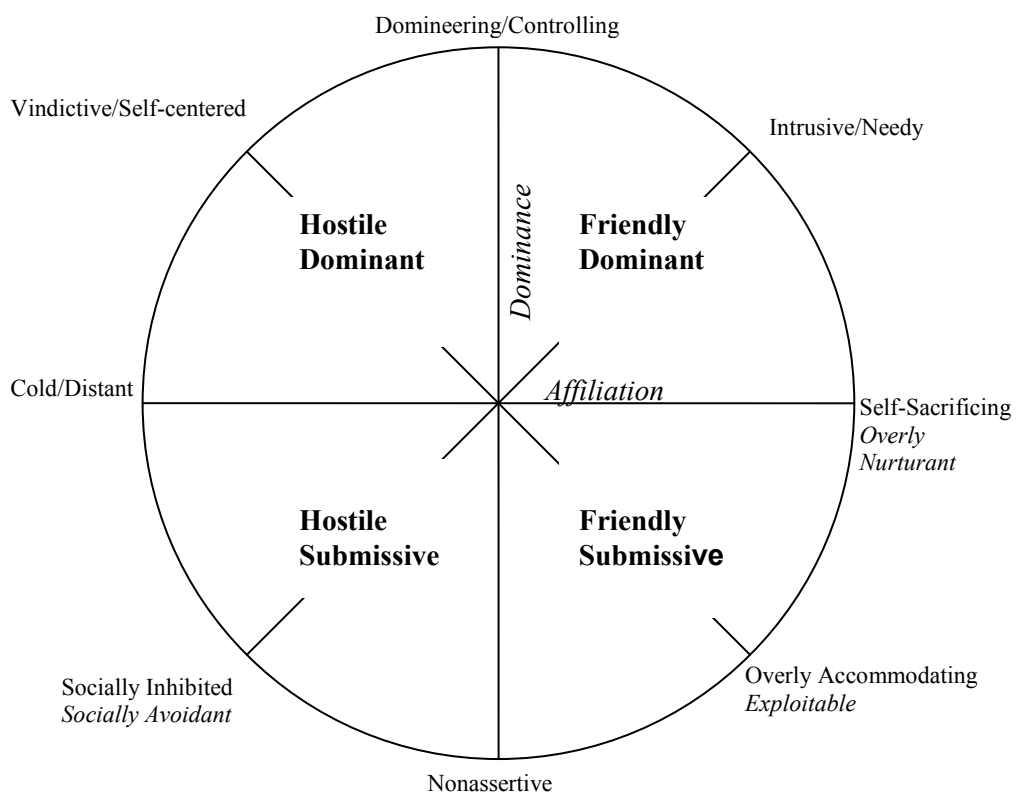 Domineering/Controlling
Vindictive/Self-centered
Intrusive/Needy
Hostile
Dominant
Dominance
Friendly
Dominant
Cold/Distant
Affiliation
Self-Sacrificing
Overly
Nurturant
Hostile
Submissive
Friendly
Submissive
Socially Inhibited
Socially Avoidant
Overly Accommodating
Exploitable
Nonassertive